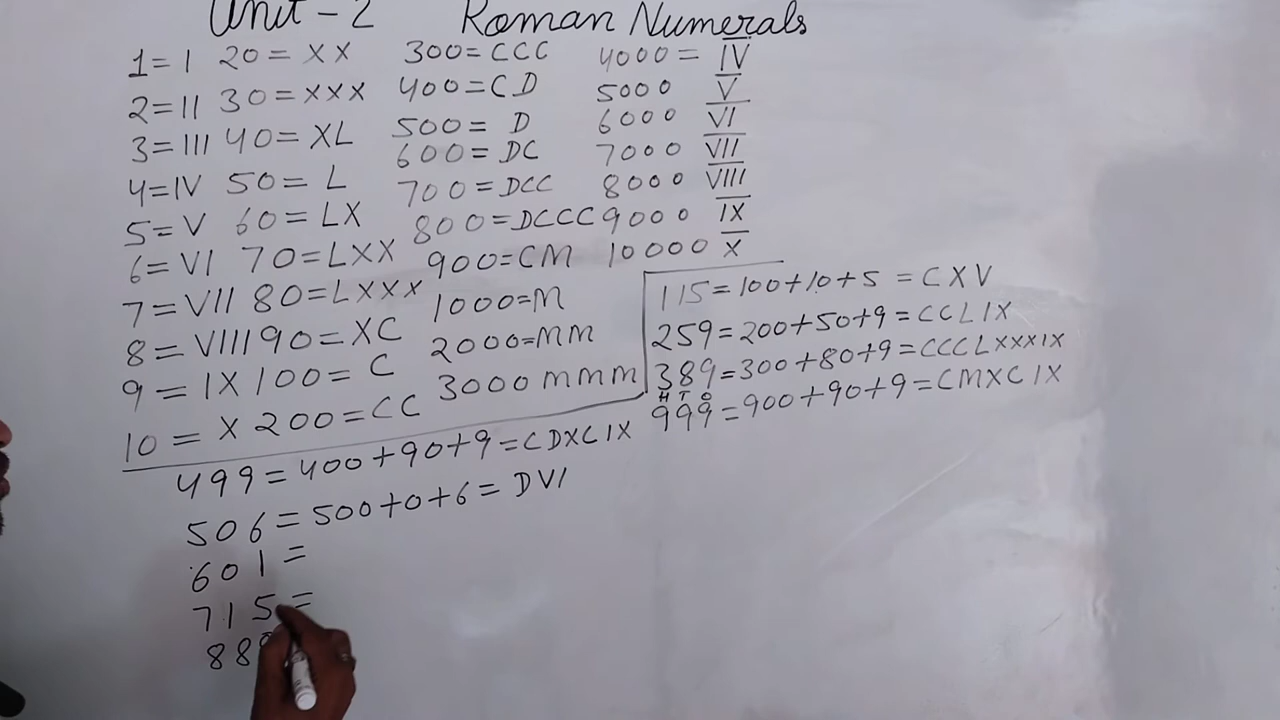 Unit - 2 Roman Numerals
1 = I 20 = XX 300 = CCC 4000 = I̅V̅
2 = II 30 = XXX 400 = CD 5000 V̅
3 = III 40 = XL 500 = D 6000 V̅I̅
4 = IV 50 = L 600 = DC 7000 V̅I̅I̅
5 = V 60 = LX 700 = DCC 8000 V̅I̅I̅I̅
6 = VI 70 = LXX 800 = DCCC 9000 I̅X̅
7 = VII 80 = LXXX 900 = CM 10000 X̅
8 = VIII 90 = XC 1000 = M
9 = IX 100 = C 2000 = MM
10 = X 200 = CC 3000 MMM
115 = 100 + 10 + 5 = CXV
259 = 200 + 50 + 9 = CCLIX
389 = 300 + 80 + 9 = CCCLXXXIX
H T O
999 = 900 + 90 + 9 = CMXCIX
499 = 400 + 90 + 9 = CDXCIX
506 = 500 + 0 + 6 = DVI
601 =
715 =
88